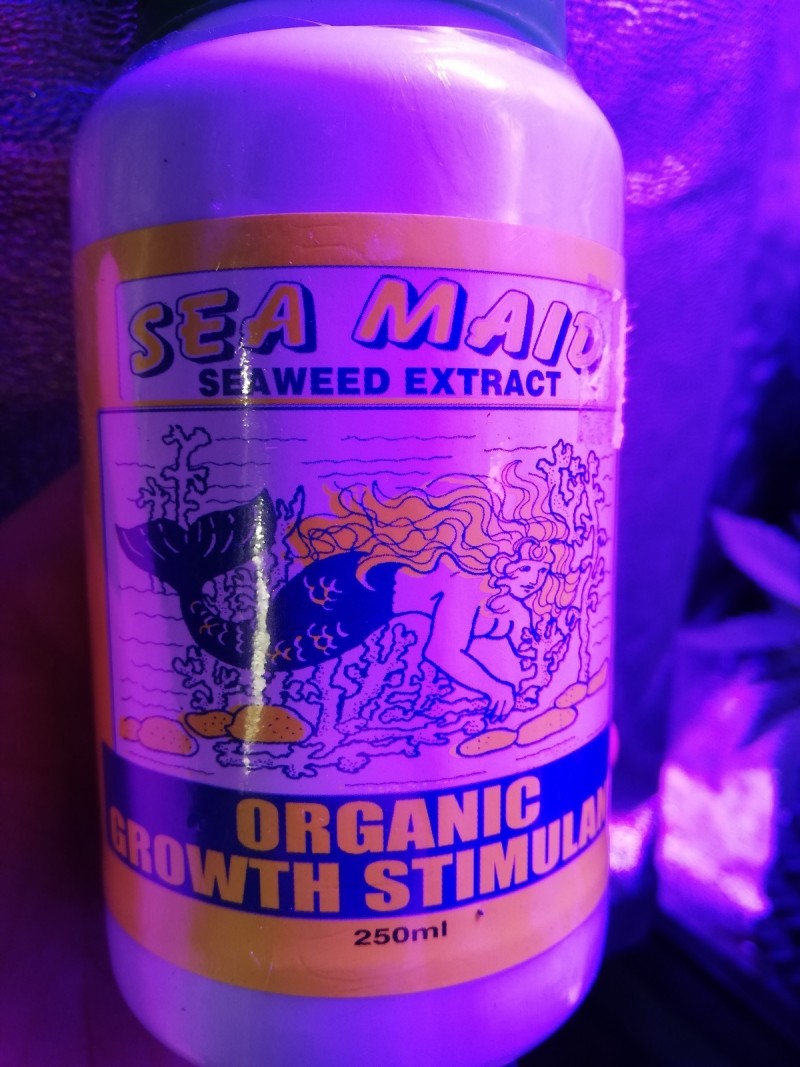 SEA MAID
SEAWEED EXTRACT
ORGANIC
GROWTH STIMULAN
250ml